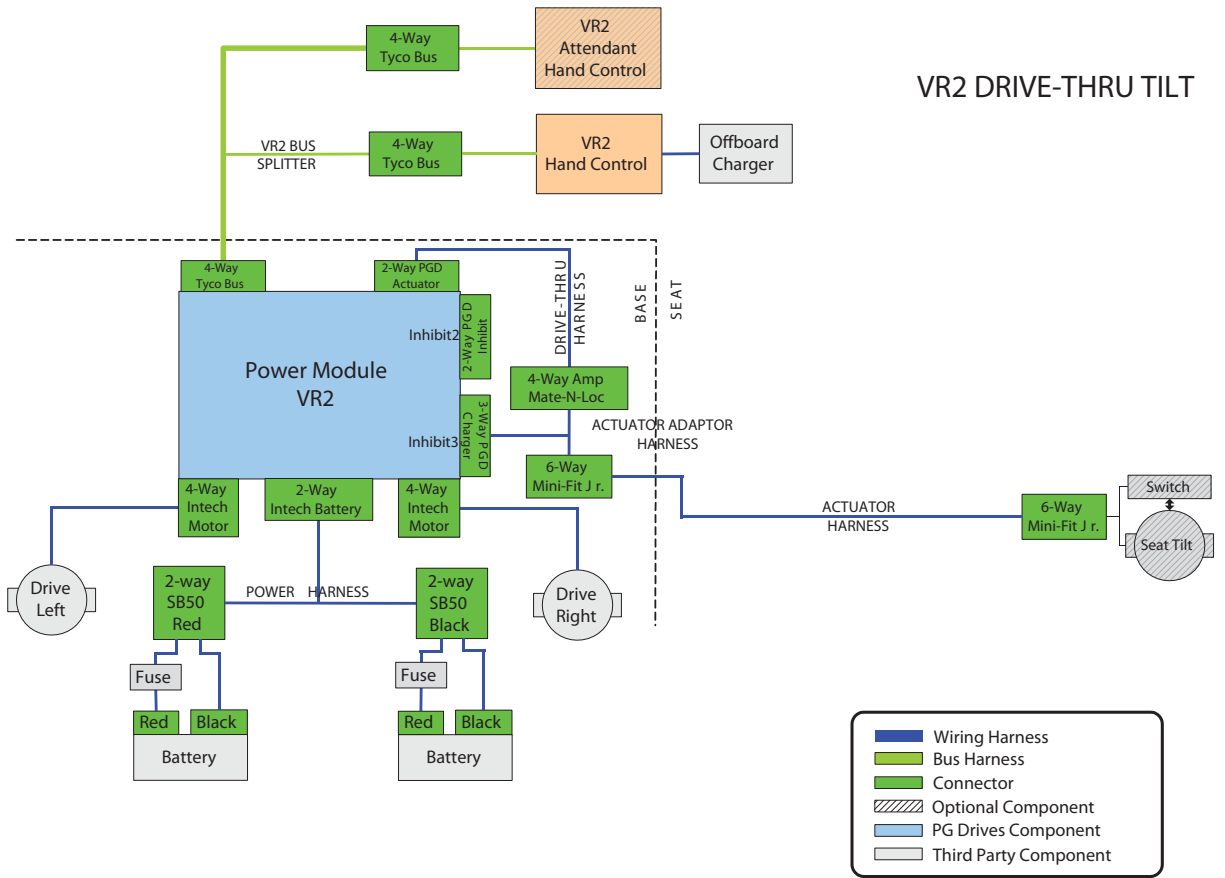 4-Way
Tyco Bus
VR2
Attendant
Hand Control
VR2 DRIVE-THRU TILT
VR2 BUS
SPLITTER
4-Way
Tyco Bus
VR2
Hand Control
Offboard
Charger
4-Way
Tyco Bus
2-Way PGD
Actuator
DRIVE-THRU
HARNESS
BASE
SEAT
Inhibit2
2-Way PGD
Inhibit
Power Module
VR2
4-Way Amp
Mate-N-Loc
Inhibit3
3-Way PGD
Charger
ACTUATOR ADAPTOR
HARNESS
6-Way
Mini-Fit J r.
4-Way
Intech
Motor
2-Way
Intech Battery
4-Way
Intech
Motor
ACTUATOR
HARNESS
6-Way
Mini-Fit J r.
Switch
Seat Tilt
Drive
Left
2-way
SB50
Red
POWER HARNESS
2-way
SB50
Black
Drive
Right
Fuse
Fuse
Red
Black
Battery
Red
Black
Battery
Wiring Harness
Bus Harness
Connector
Optional Component
PG Drives Component
Third Party Component